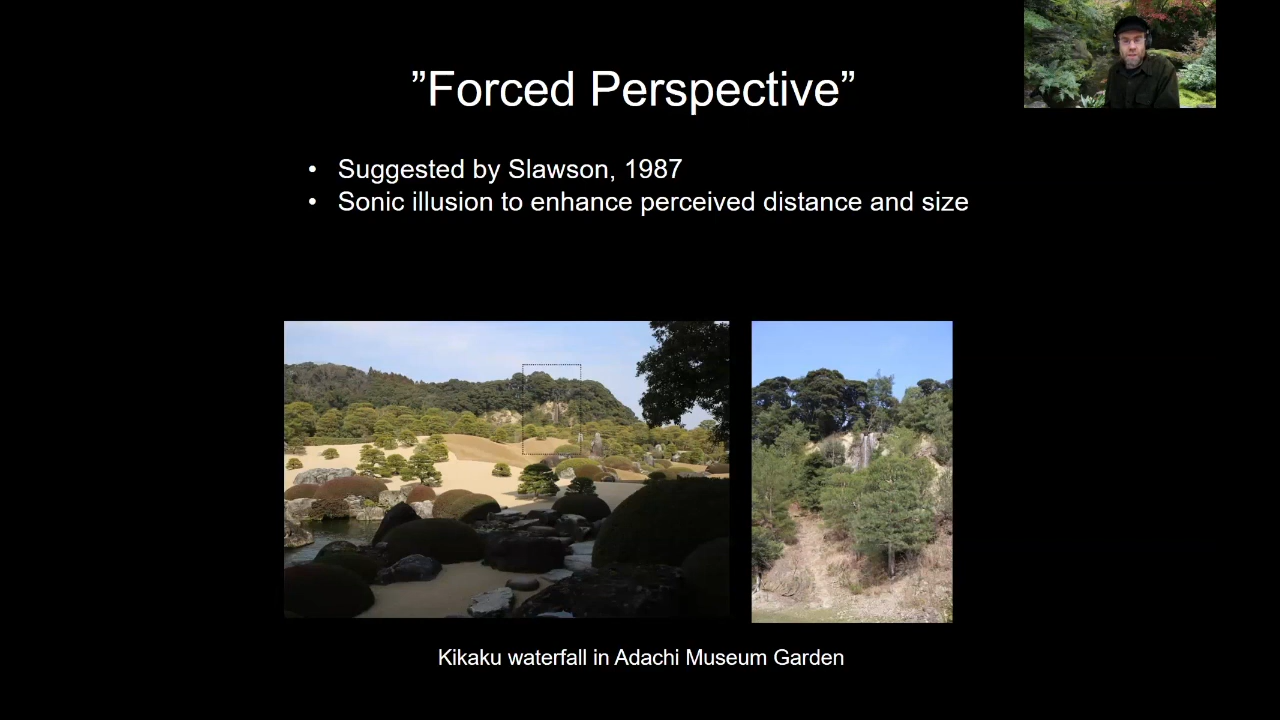 ”Forced Perspective”
• Suggested by Slawson, 1987
• Sonic illusion to enhance perceived distance and size
Kikaku waterfall in Adachi Museum Garden